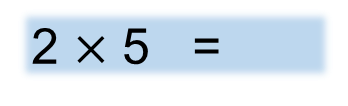 2 × 5 =